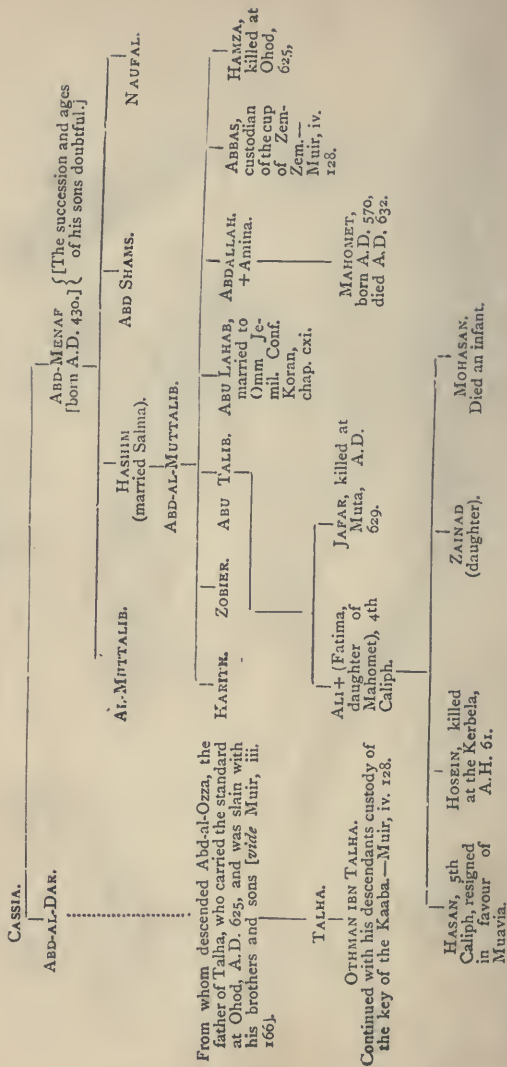 CASSIA.
ABD-AL-DAR.
ABD-MENAF
[born A.D. 430.]
{[The succession and ages
of his sons doubtful.]
AL-MUTTALIB.
HASHIM
(married Salma).
ABD SHAMS.
NAUFAL.
ABD-AL-MUTTALIB.
From whom descended Abd-al-Ozza, the
father of Talha, who carried the standard
at Ohod, A.D. 625, and was slain with
his brothers and sons [vide Muir, iii.
166].
KARITH.
ZOBIER.
ABU TALIB.
ABU LAHAB,
married to
Omm Je-
mil. Conf.
Koran,
chap. cxi.
ABDALLAH.
+Amina.
ABBAS,
custodian
of the cup
of Zem-
Zem.—
Muir, iv.
128.
HAMZA,
killed at
Ohod,
625,
TALHA.
ALI+(Fatima,
daughter of
Mahomet), 4th
Caliph.
JAFAR, killed at
Muta, A.D.
629.
MAHOMET,
born A.D. 570,
died A.D. 632.
OTHMAN IBN TALHA.
Continued with his descendants custody of
the key of the Kaaba.—Muir, iv. 128.
HASAN, 5th
Caliph, resigned
in favour of
Muavia.
HOSEIN, killed
at the Kerbela,
A.H. 61.
ZAINAD
(daughter).
MOHASAN.
Died an infant.